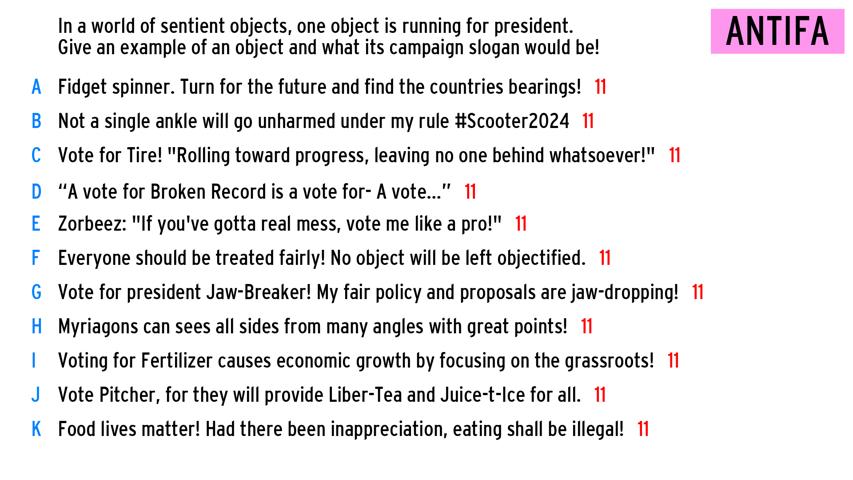 In a world of sentient objects, one object is running for president.
Give an example of an object and what its campaign slogan would be!
ANTIFA
A Fidget spinner. Turn for the future and find the countries bearings! 11
B Not a single ankle will go unharmed under my rule #Scooter2024 11
C Vote for Tire! "Rolling toward progress, leaving no one behind whatsoever!" 11
D “A vote for Broken Record is a vote for- A vote...” 11
E Zorbeez: "If you've gotta real mess, vote me like a pro!" 11
F Everyone should be treated fairly! No object will be left objectified. 11
G Vote for president Jaw-Breaker! My fair policy and proposals are jaw-dropping! 11
H Myriagons can sees all sides from many angles with great points! 11
I Voting for Fertilizer causes economic growth by focusing on the grassroots! 11
J Vote Pitcher, for they will provide Liber-Tea and Juice-t-Ice for all. 11
K Food lives matter! Had there been inappreciation, eating shall be illegal! 11